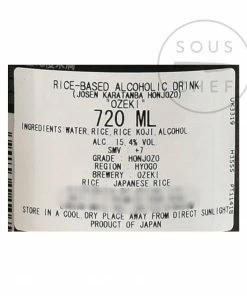 SOUS
CHEF
RICE-BASED ALCOHOLIC DRINK
(JOSEN KARATANBA HONJOZO)
"OZEKI"
720 ML
INGREDIENTS WATER, RICE, RICE KOJI, ALCOHOL
ALC. 15.4% VOL.
SMV : +7
GRADE : HONJOZO
REGION : HYOGO
BREWERY : OZEKI
RICE : JAPANESE RICE
STORE IN A COOL, DRY PLACE AWAY FROM DIRECT SUNLIGHT
PRODUCT OF JAPAN